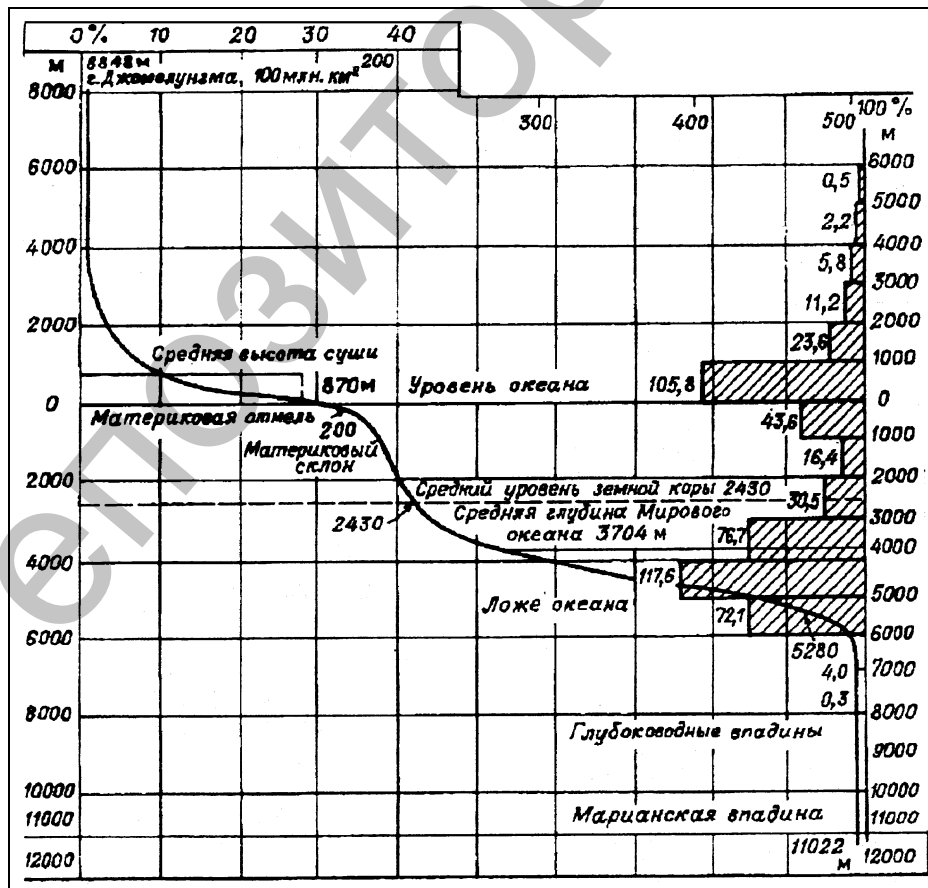 0% 10 20 30 40
м 8848м 200
г.Джомолунгма, 100 млн. км²
8000
300 400 500 100%
м
6000 6000
0,5
5000
2,2
4000 4000
5,8
3000
11,2
2000 2000
23,6
Средняя высота суши
1000
870м Уровень океана 105,8
0 0
Материковая отмель 200 43,6
1000
Материковый склон 16,4
2000 2000
Средний уровень земной коры 2430 30,5
2430 Средняя глубина Мирового 3000
океана 3704 м 76,7
4000 4000
117,6
5000
Ложе океана 72,1
6000 6000
5280
4,0 7000
0,3
8000 8000
Глубоководные впадины
9000
10000 10000
11000 Марианская впадина 11000
11022
12000 м 12000
епозитор